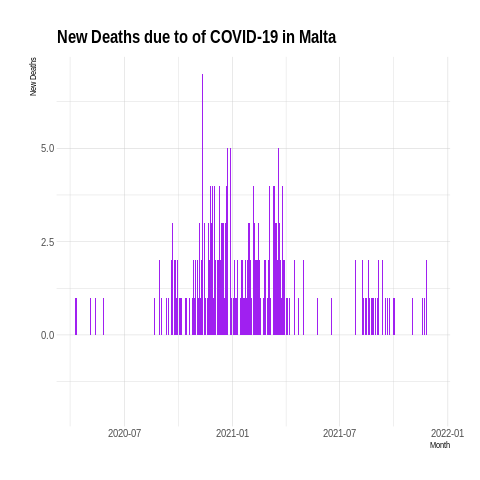 New Deaths due to of COVID-19 in Malta
New Deaths
5.0
2.5
0.0
2020-07 2021-01 2021-07 2022-01
Month